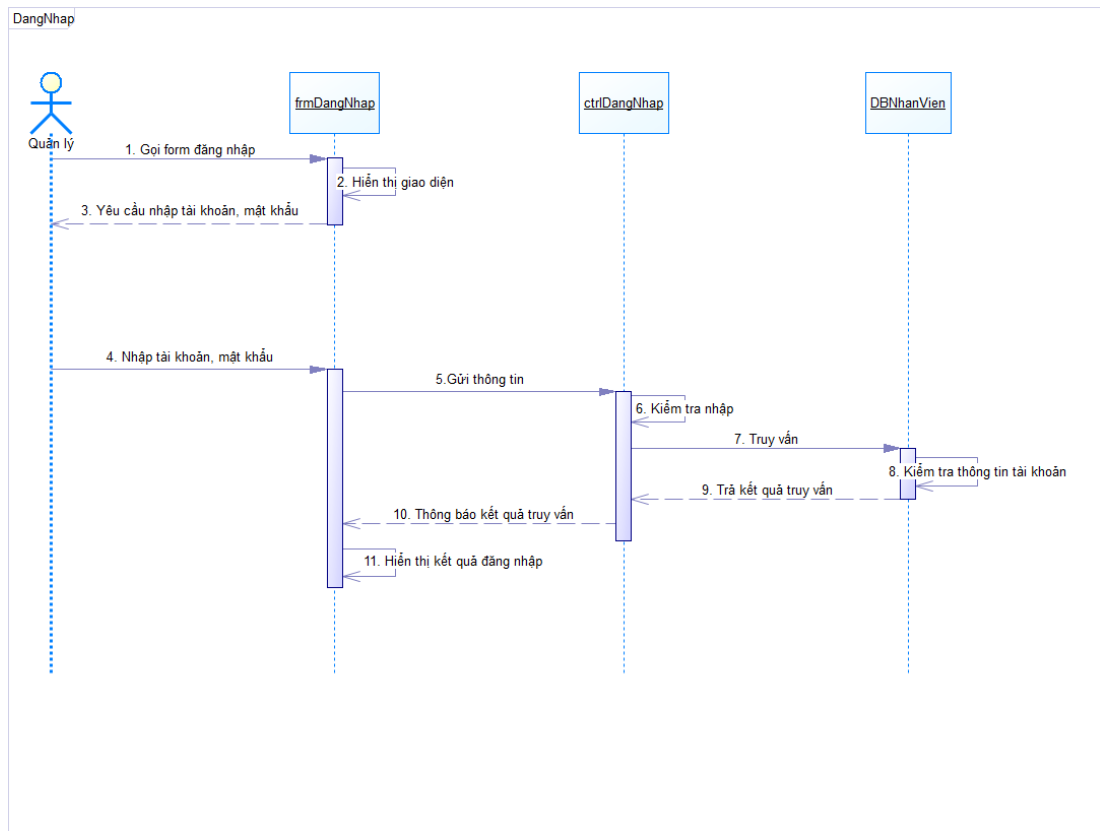 DangNhap
Quản lý
frmDangNhap
ctrlDangNhap
DBNhanVien
1. Gọi form đăng nhập
2. Hiển thị giao diện
3. Yêu cầu nhập tài khoản, mật khẩu
4. Nhập tài khoản, mật khẩu
5.Gửi thông tin
6. Kiểm tra nhập
7. Truy vấn
8. Kiểm tra thông tin tài khoản
9. Trả kết quả truy vấn
10. Thông báo kết quả truy vấn
11. Hiển thị kết quả đăng nhập